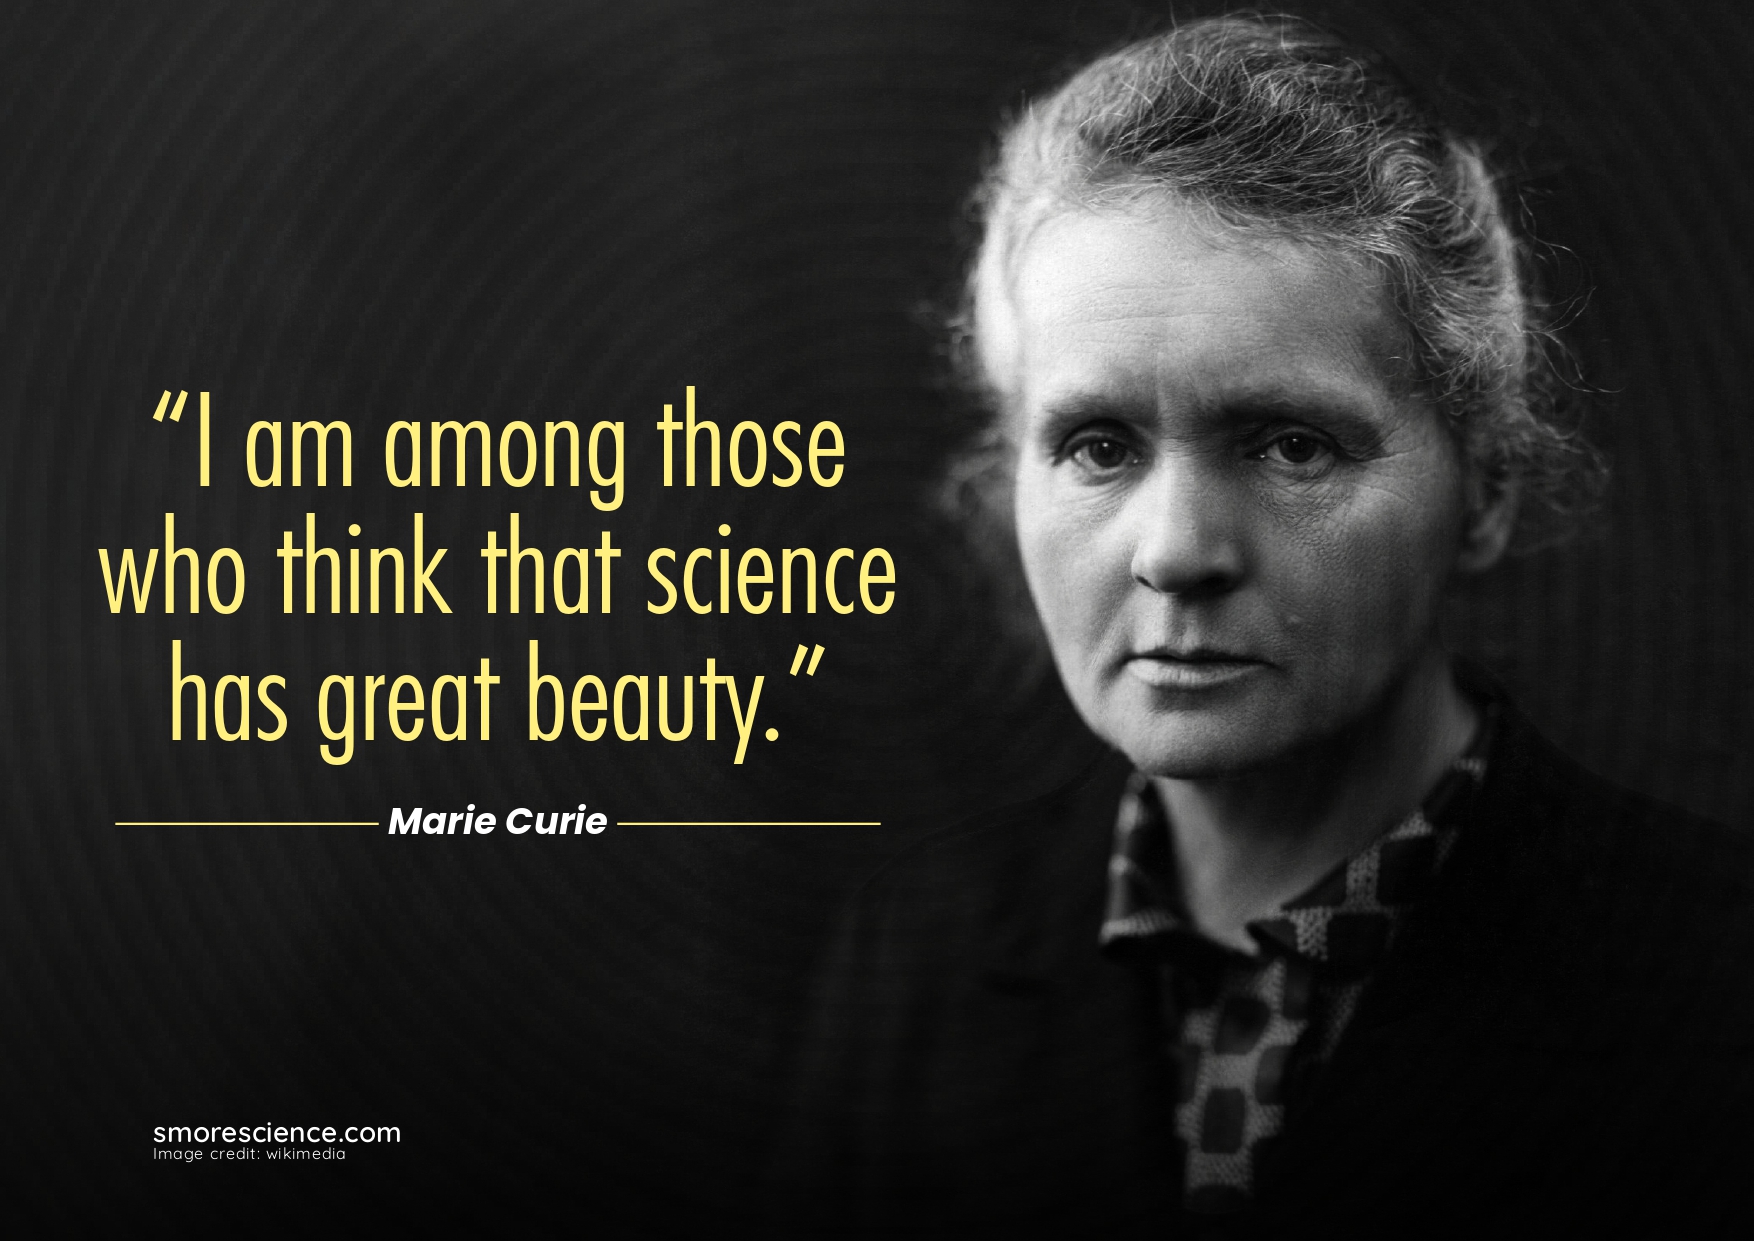 “I am among those
who think that science
has great beauty.”
Marie Curie
smorescience.com
Image credit: wikimedia